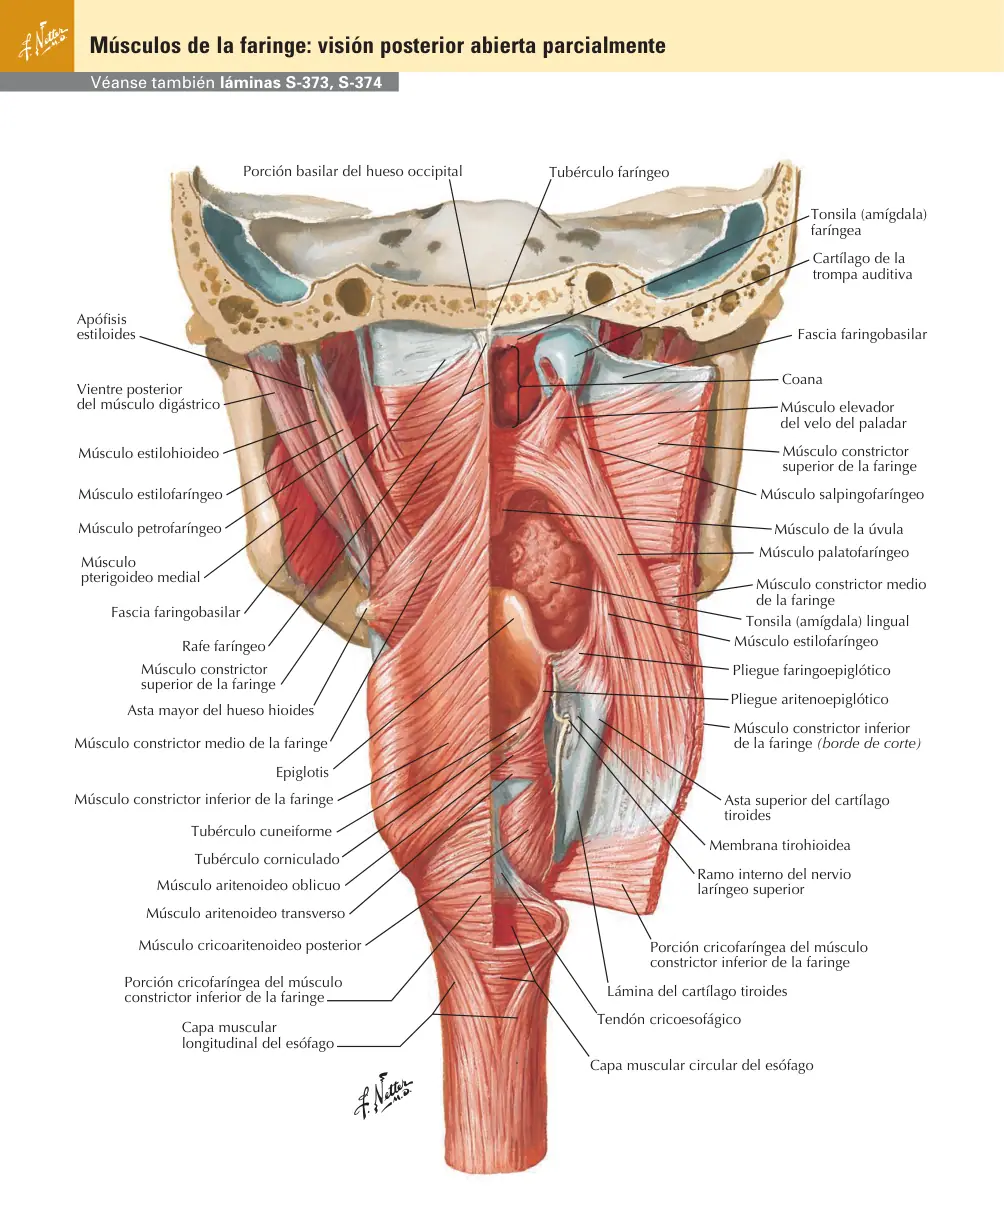 F. Netter M.D.
Músculos de la faringe: visión posterior abierta parcialmente
Véanse también láminas S-373, S-374
Porción basilar del hueso occipital
Tubérculo faríngeo
Tonsila (amígdala)
faríngea
Cartílago de la
trompa auditiva
Fascia faringobasilar
Coana
Músculo elevador
del velo del paladar
Músculo constrictor
superior de la faringe
Músculo salpingofaríngeo
Músculo de la úvula
Músculo palatofaríngeo
Músculo constrictor medio
de la faringe
Tonsila (amígdala) lingual
Músculo estilofaríngeo
Pliegue faringoepiglótico
Pliegue aritenoepiglótico
Músculo constrictor inferior
de la faringe (borde de corte)
Asta superior del cartílago
tiroides
Membrana tirohioidea
Ramo interno del nervio
laríngeo superior
Porción cricofaríngea del músculo
constrictor inferior de la faringe
Lámina del cartílago tiroides
Tendón cricoesofágico
Capa muscular circular del esófago
Apófisis
estiloides
Vientre posterior
del músculo digástrico
Músculo estilohioideo
Músculo estilofaríngeo
Músculo petrofaríngeo
Músculo
pterigoideo medial
Fascia faringobasilar
Rafe faríngeo
Músculo constrictor
superior de la faringe
Asta mayor del hueso hioides
Músculo constrictor medio de la faringe
Epiglotis
Músculo constrictor inferior de la faringe
Tubérculo cuneiforme
Tubérculo corniculado
Músculo aritenoideo oblicuo
Músculo aritenoideo transverso
Músculo cricoaritenoideo posterior
Porción cricofaríngea del músculo
constrictor inferior de la faringe
Capa muscular
longitudinal del esófago
F. Netter M.D.